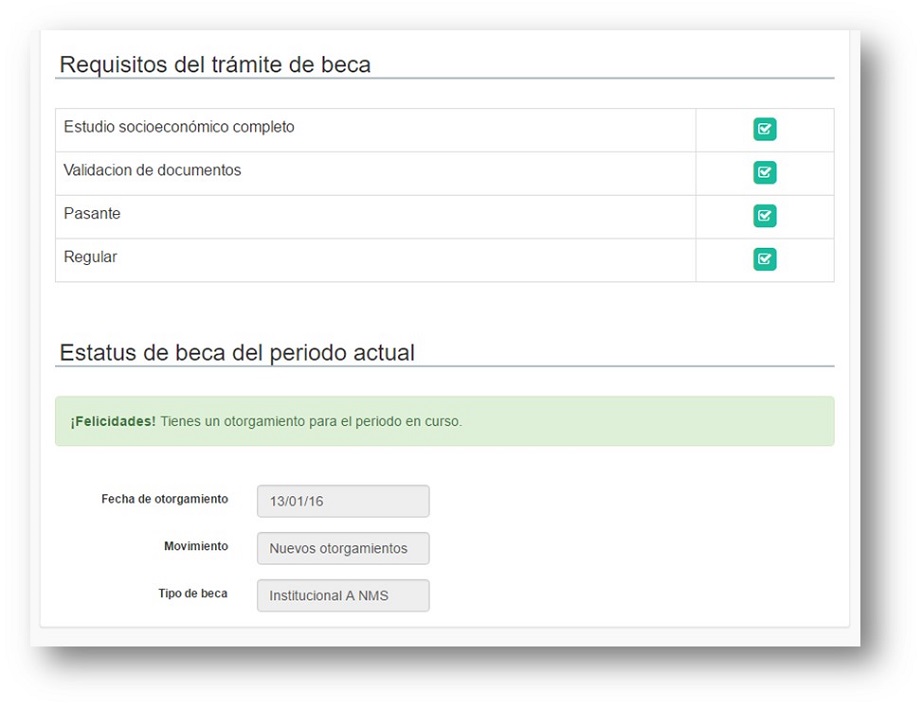 Requisitos del trámite de beca
Estudio socioeconómico completo
Validacion de documentos
Pasante
Regular
Estatus de beca del periodo actual
¡Felicidades! Tienes un otorgamiento para el periodo en curso.
Fecha de otorgamiento 13/01/16
Movimiento Nuevos otorgamientos
Tipo de beca Institucional A NMS